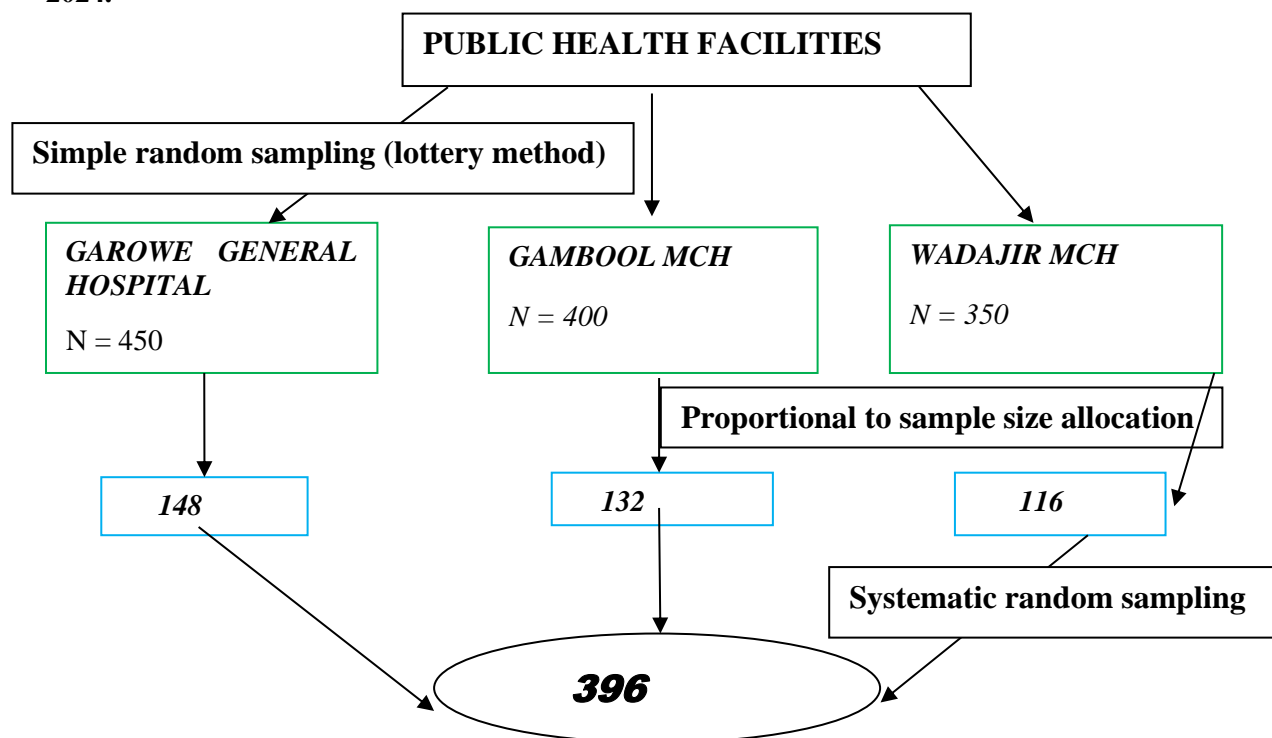 2024.
PUBLIC HEALTH FACILITIES
Simple random sampling (lottery method)
GAROWE GENERAL
HOSPITAL
N = 450
GAMBOOL MCH
N = 400
WADAJIR MCH
N = 350
Proportional to sample size allocation
148
132
116
Systematic random sampling
396